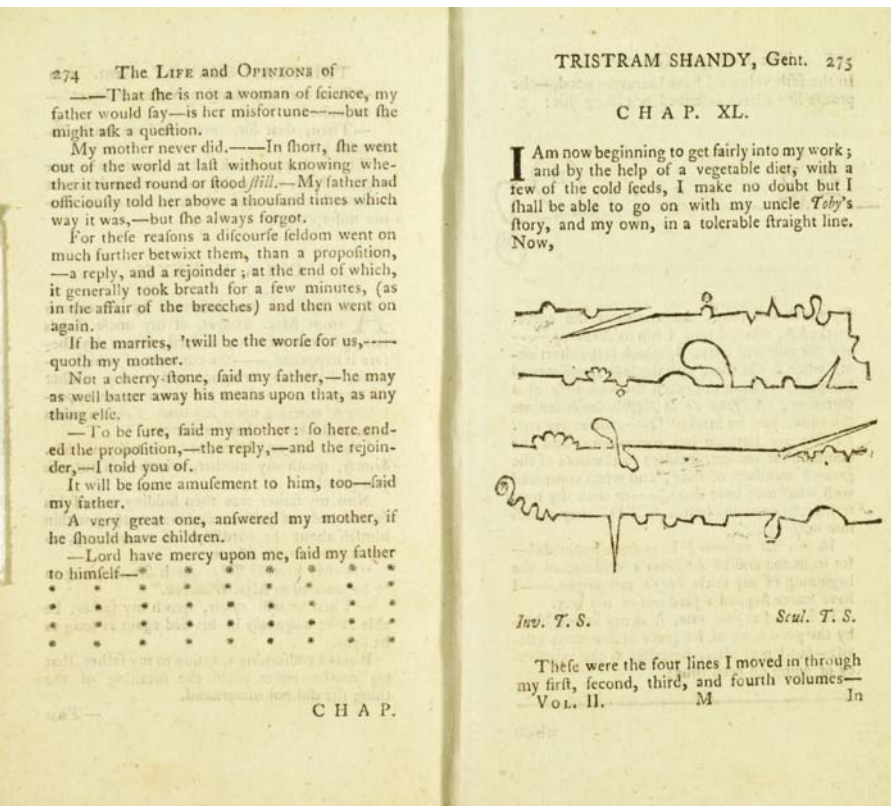 274 The LIFE and OPINIONS of
——That ſhe is not a woman of ſcience, my
father would ſay—is her misfortune——but ſhe
might aſk a queſtion.
My mother never did.——In ſhort, ſhe went
out of the world at laſt without knowing whe-
ther it turned round or ſtood ſtill.—My father had
officiouſly told her above a thouſand times which
way it was,—but ſhe always forgot.
For theſe reaſons a diſcourſe ſeldom went on
much further betwixt them, than a propoſition,
—a reply, and a rejoinder; at the end of which,
it generally took breath for a few minutes, (as
in the affair of the breeches) and then went on
again.
If he marries, 'twill be the worſe for us,----
quoth my mother.
Not a cherry-ſtone, ſaid my father,—he may
as well batter away his means upon that, as any
thing elſe.
—To be ſure, ſaid my mother: ſo here end-
ed the propoſition,—the reply,—and the rejoin-
der,—I told you of.
It will be ſome amuſement to him, too—ſaid
my father.
A very great one, anſwered my mother, if
he ſhould have children.
—Lord have mercy upon me, ſaid my father
to himſelf—* * * * * * *
* * * * * * * * *
* * * * * * * * *
* * * * * * * * *
* * * * * * * * *
C H A P.
TRISTRAM SHANDY, Gent. 275
C H A P. XL.
I Am now beginning to get fairly into my work;
and by the help of a vegetable diet, with a
few of the cold ſeeds, I make no doubt but I
ſhall be able to go on with my uncle Toby's
ſtory, and my own, in a tolerable ſtraight line.
Now,
Inv. T. S. Scul. T. S.
Theſe were the four lines I moved in through
my firſt, ſecond, third, and fourth volumes—
VOL. II. M In